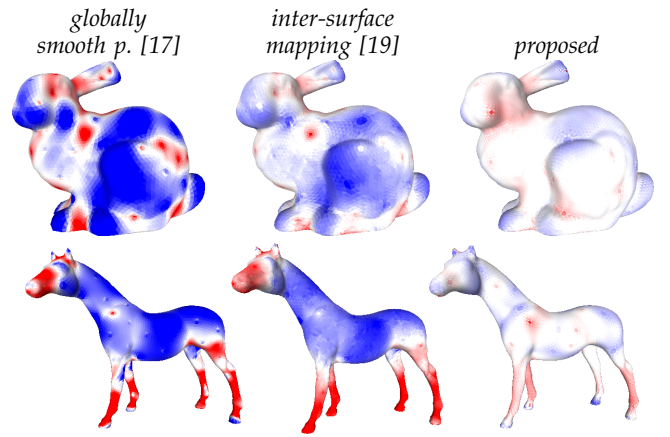 globally
smooth p. [17]
inter-surface
mapping [19]
proposed